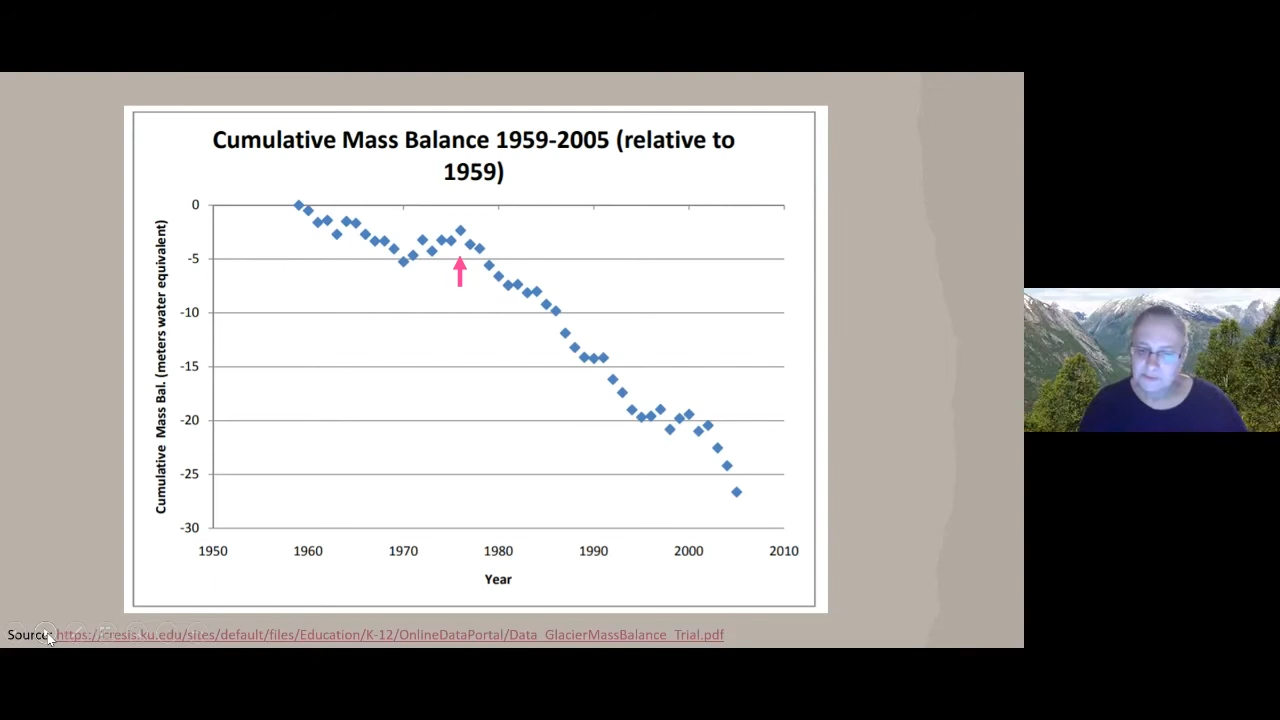 Cumulative Mass Balance 1959-2005 (relative to
1959)
Cumulative Mass Bal. (meters water equivalent)
0
-5
-10
-15
-20
-25
-30
1950 1960 1970 1980 1990 2000 2010
Year
Source: https://cresis.ku.edu/sites/default/files/Education/K-12/OnlineDataPortal/Data_GlacierMassBalance_Trial.pdf